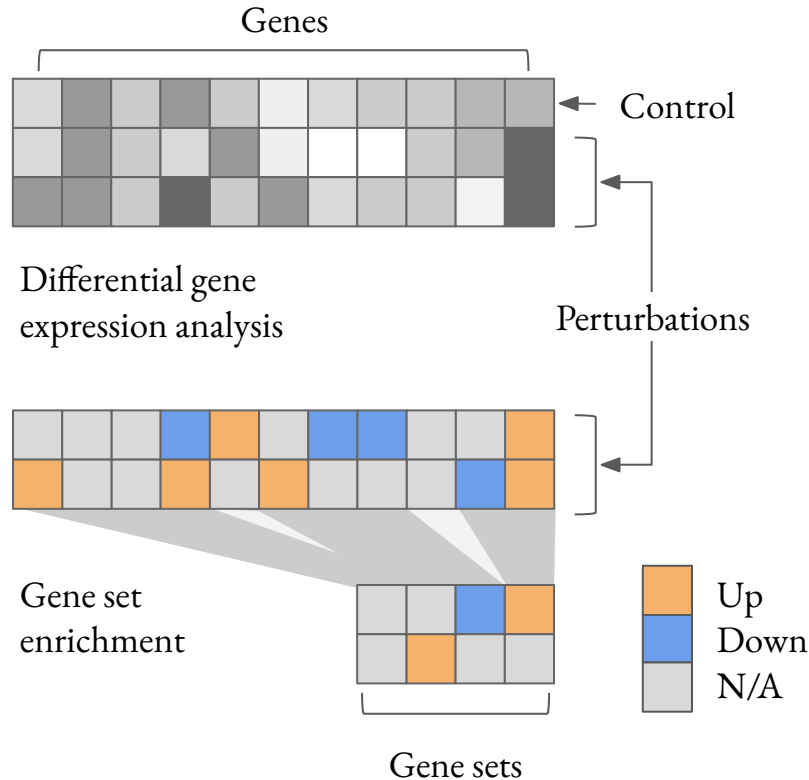 Genes
Control
Differential gene
expression analysis
Perturbations
Gene set
enrichment
Up
Down
N/A
Gene sets